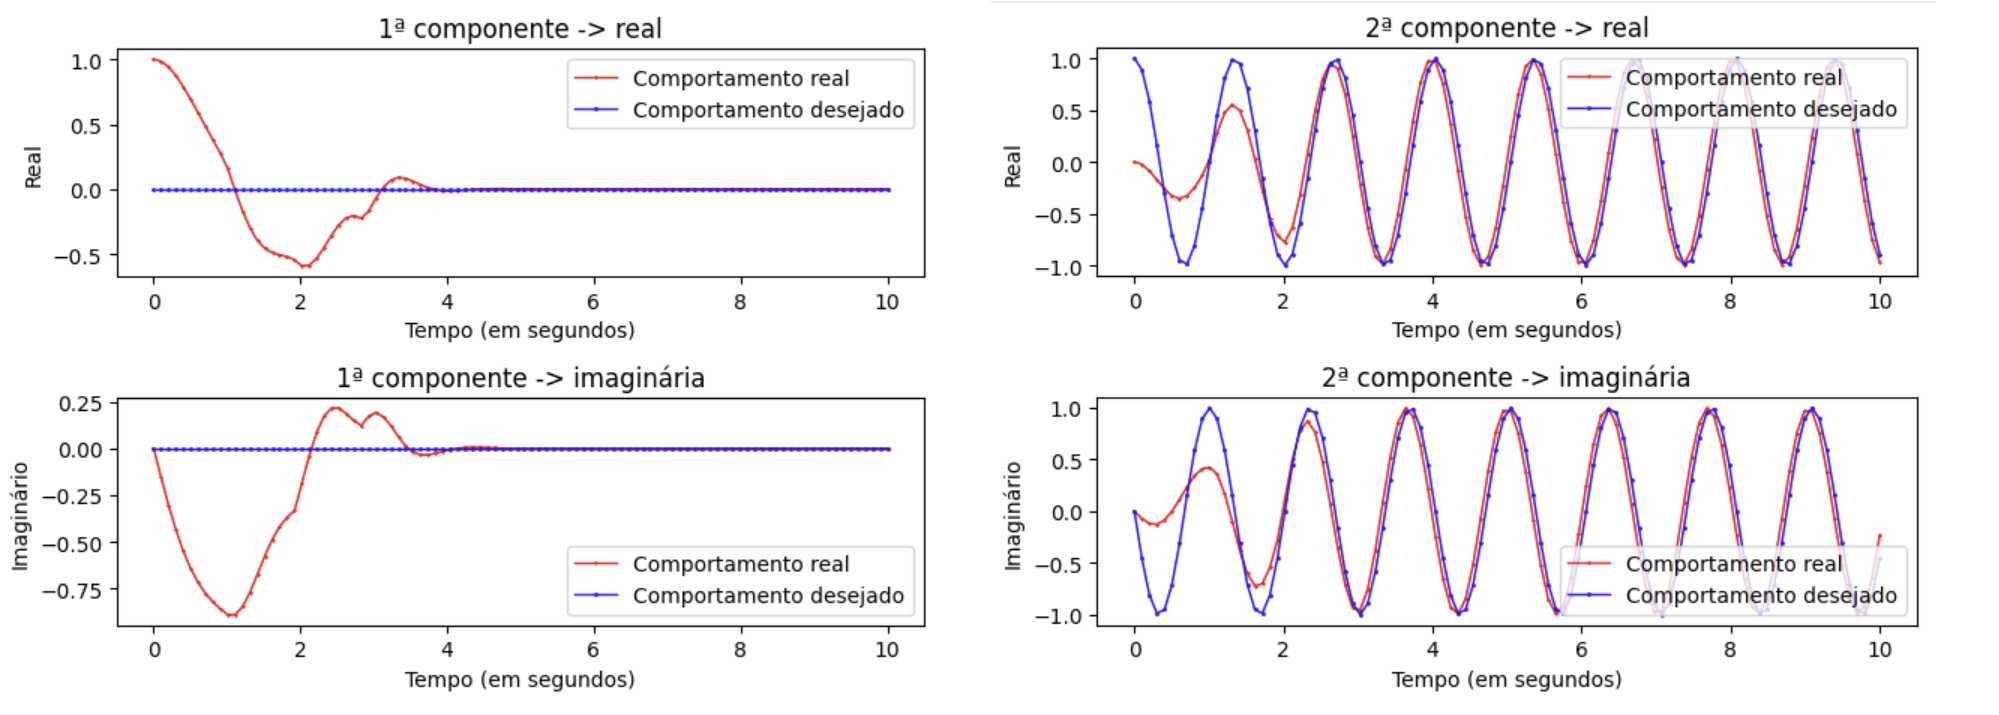 1ª componente -> real
1.0
0.5
0.0
−0.5
Real
Comportamento real
Comportamento desejado
0 2 4 6 8 10
Tempo (em segundos)
2ª componente -> real
1.0
0.5
0.0
−0.5
−1.0
Real
Comportamento real
Comportamento desejado
0 2 4 6 8 10
Tempo (em segundos)
1ª componente -> imaginária
0.25
0.00
−0.25
−0.50
−0.75
Imaginário
Comportamento real
Comportamento desejado
0 2 4 6 8 10
Tempo (em segundos)
2ª componente -> imaginária
1.0
0.5
0.0
−0.5
−1.0
Imaginário
Comportamento real
Comportamento desejado
0 2 4 6 8 10
Tempo (em segundos)